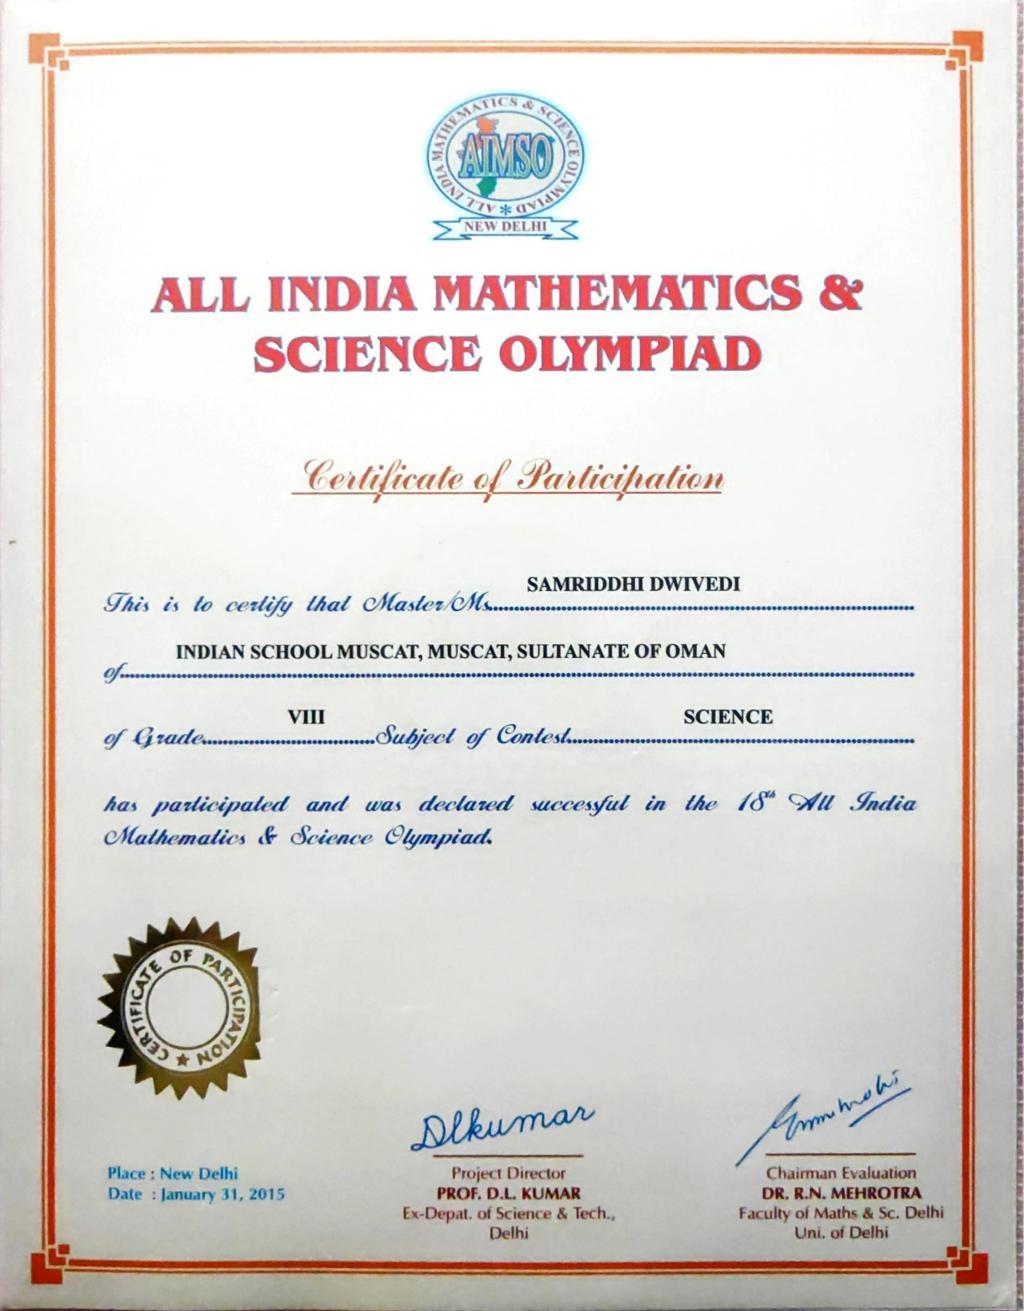 ALL INDIA MATHEMATICS & SCIENCE OLYMPIAD
AIMSO
NEW DELHI
ALL INDIA MATHEMATICS &
SCIENCE OLYMPIAD
Certificate of Participation
SAMRIDDHI DWIVEDI
This is to certify that Master/Ms
INDIAN SCHOOL MUSCAT, MUSCAT, SULTANATE OF OMAN
of
VIII SCIENCE
of Grade Subject of Contest
has participated and was declared successful in the 18th All India
Mathematics & Science Olympiad.
CERTIFICATE OF PARTICIPATION
Dlkumar
Place : New Delhi
Date : January 31, 2015
Project Director
PROF. D.L. KUMAR
Ex-Depat. of Science & Tech.,
Delhi
Chairman Evaluation
DR. R.N. MEHROTRA
Faculty of Maths & Sc. Delhi
Uni. of Delhi